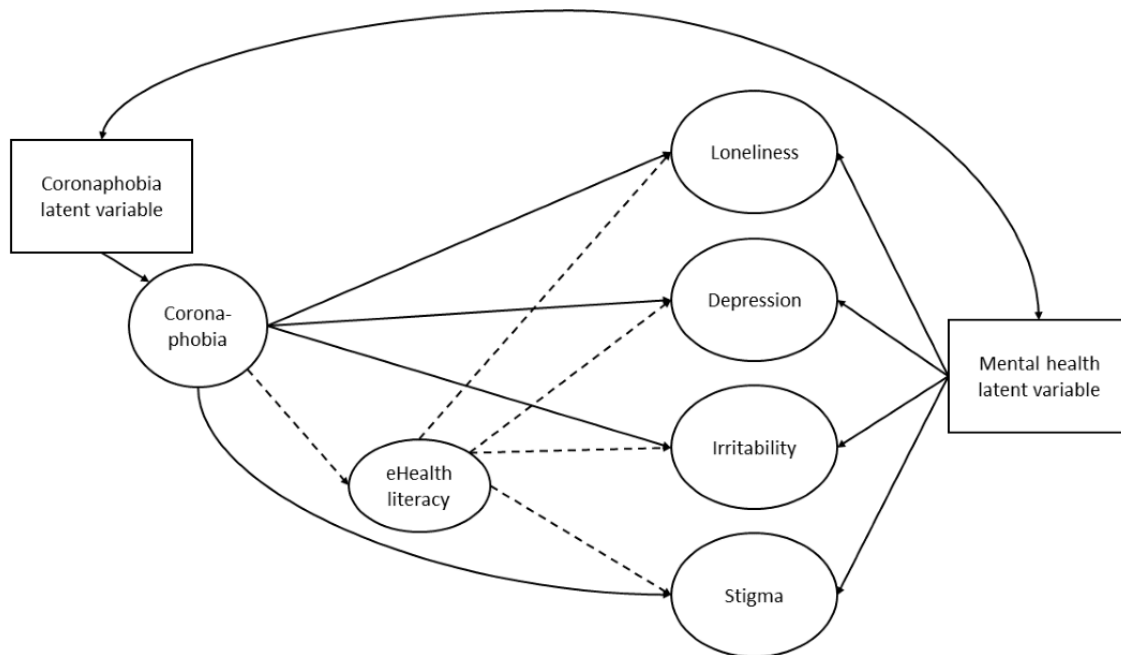 Coronaphobia
latent variable
Corona-
phobia
eHealth
literacy
Loneliness
Depression
Irritability
Stigma
Mental health
latent variable